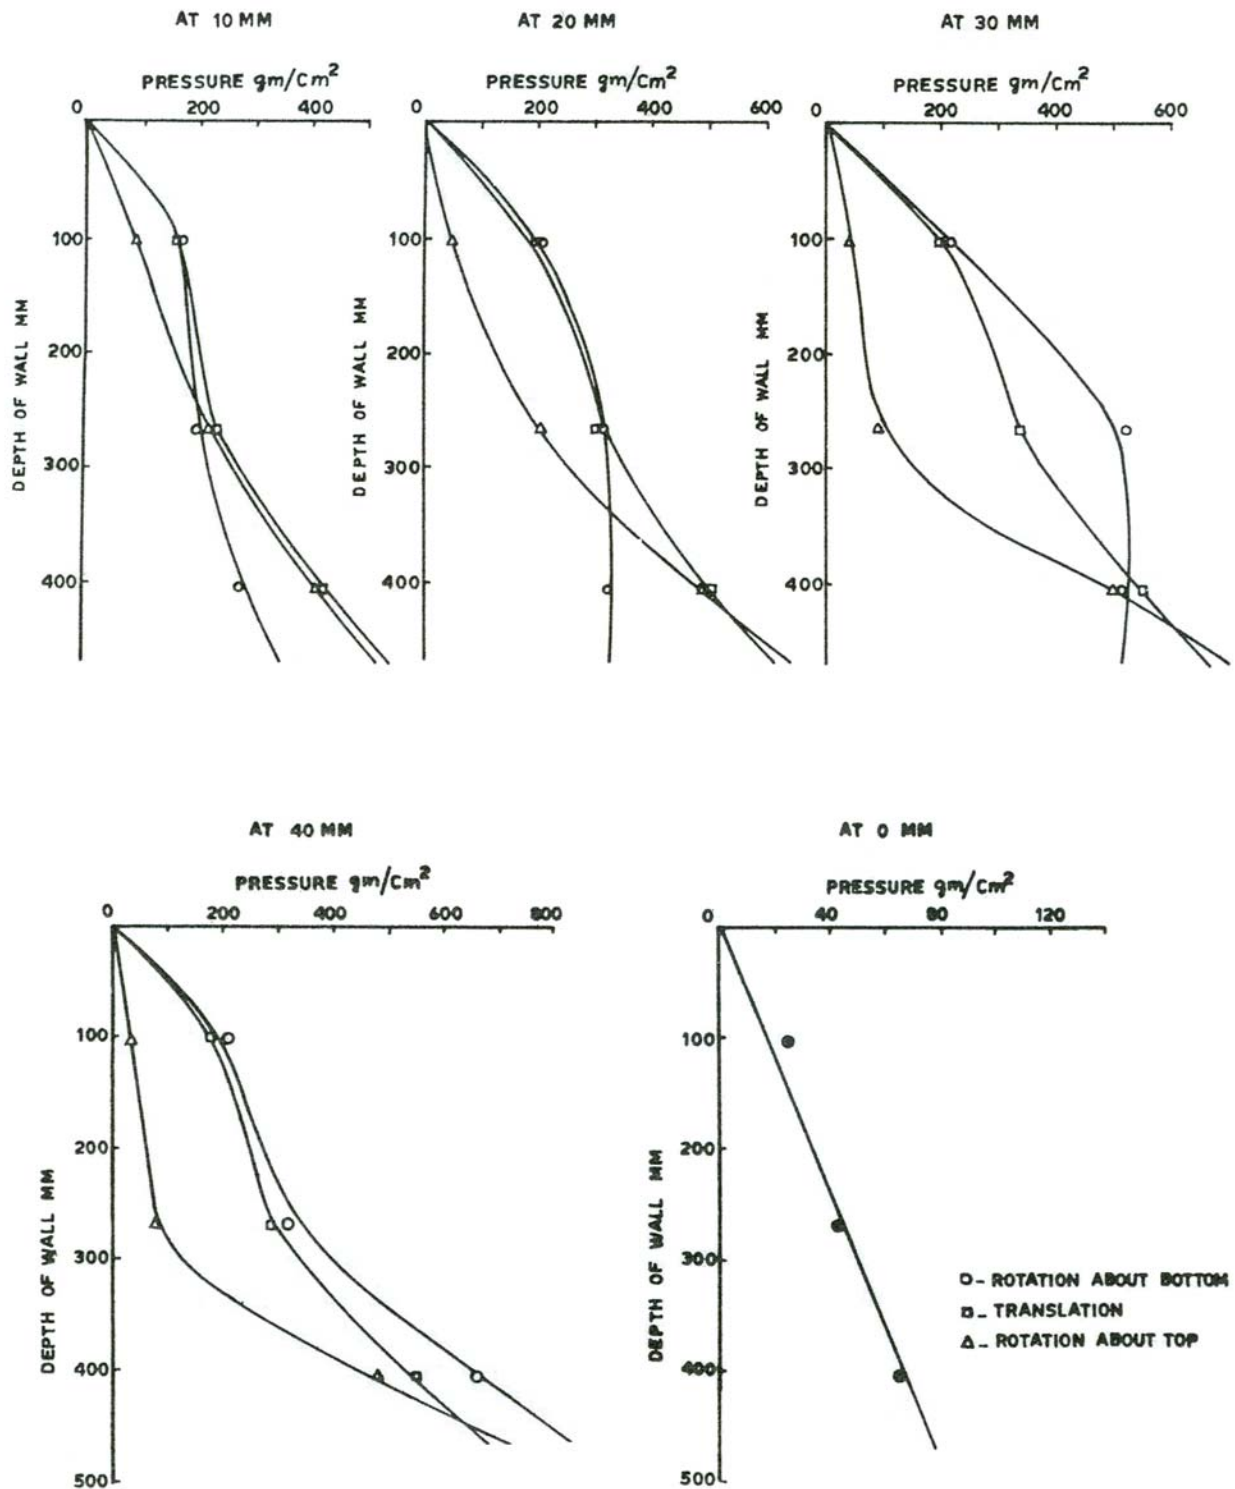 AT 10 MM
PRESSURE gm/Cm²
0 200 400
100
200
300
400
DEPTH OF WALL MM
AT 20 MM
PRESSURE gm/Cm²
0 200 400 600
100
200
300
400
DEPTH OF WALL MM
AT 30 MM
PRESSURE gm/Cm²
0 200 400 600
100
200
300
400
DEPTH OF WALL MM
AT 40 MM
PRESSURE gm/Cm²
0 200 400 600 800
100
200
300
400
500
DEPTH OF WALL MM
AT 0 MM
PRESSURE gm/Cm²
0 40 80 120
100
200
300
400
500
DEPTH OF WALL MM
O - ROTATION ABOUT BOTTOM
□ - TRANSLATION
△ - ROTATION ABOUT TOP